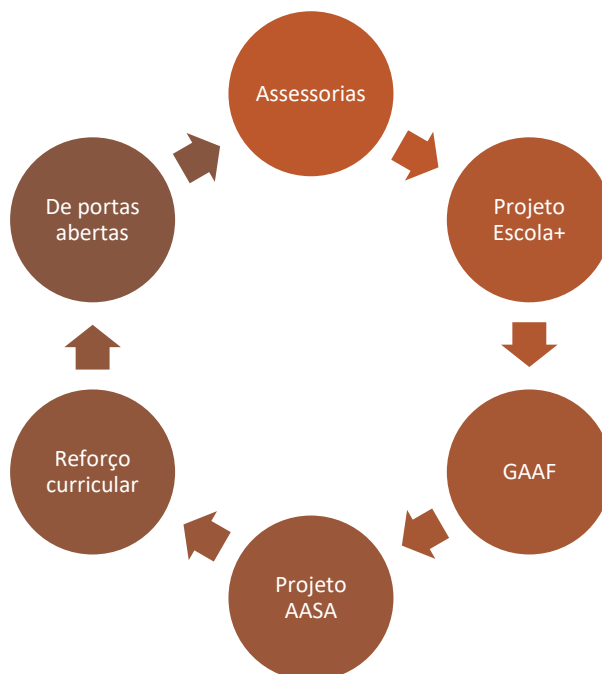 Assessorias
Projeto
Escola+
GAAF
Projeto
AASA
Reforço
curricular
De portas
abertas